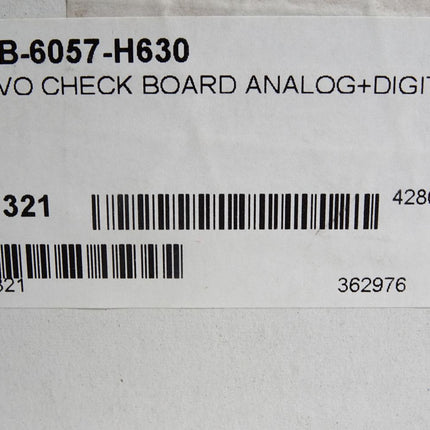 B-6057-H630
VO CHECK BOARD ANALOG+DIGIT
321 428
321 362976